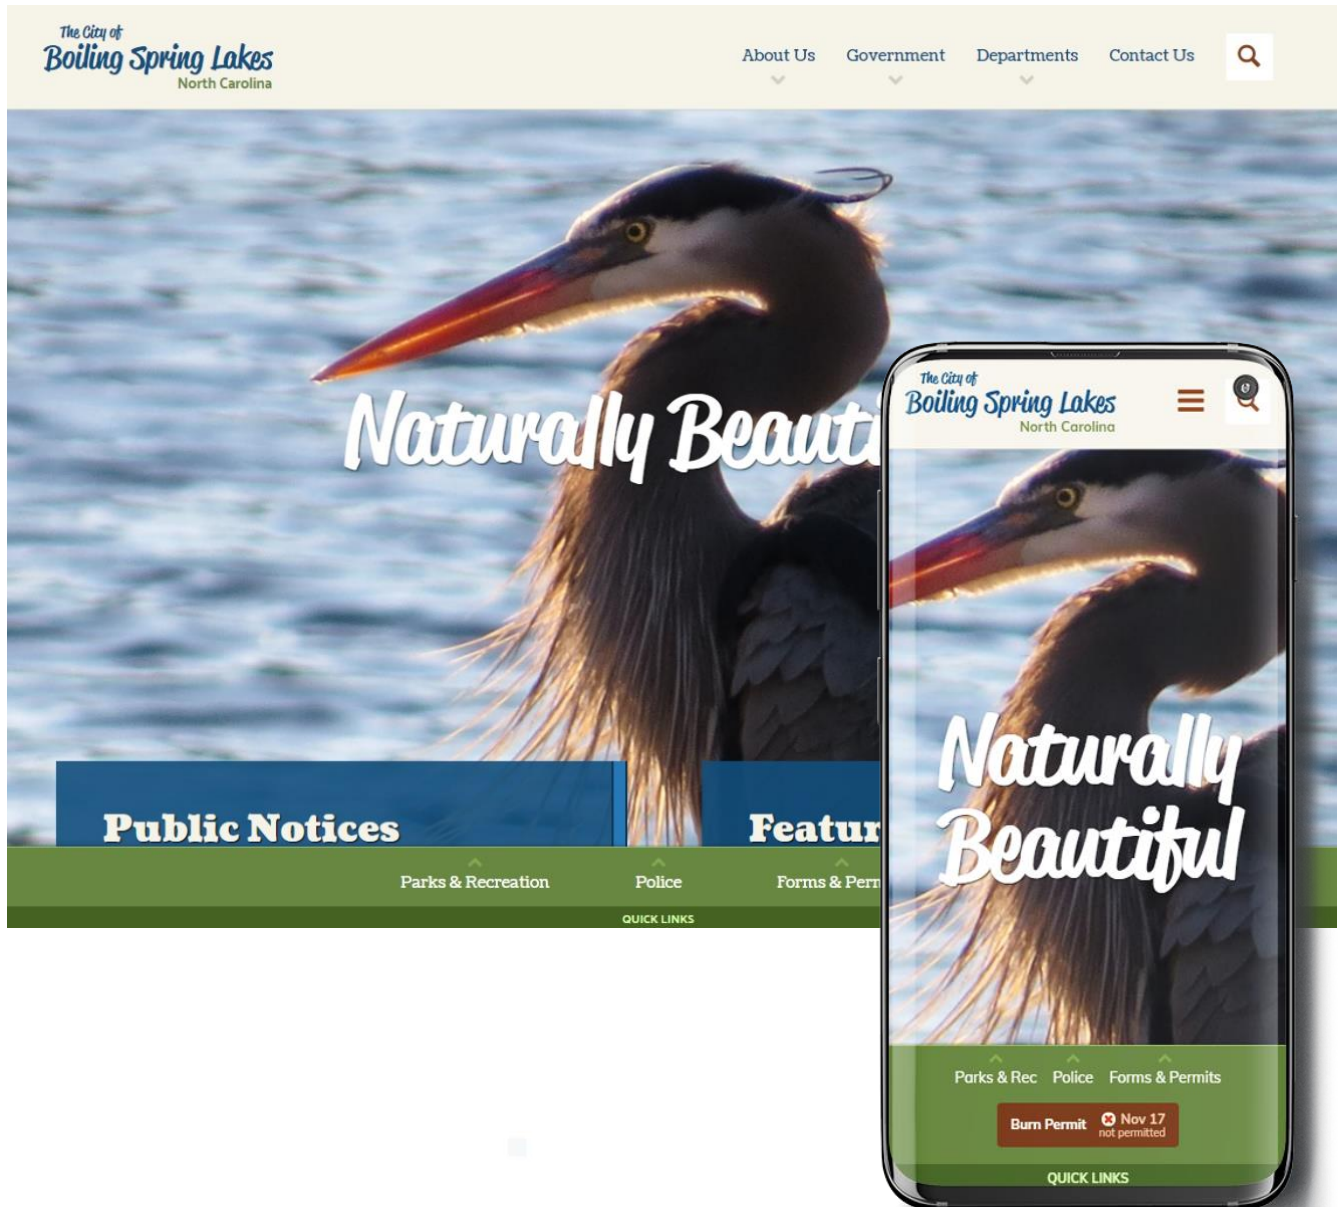 The City of
Boiling Spring Lakes
North Carolina
About Us Government Departments Contact Us
Naturally Beauti
Public Notices
Featur
Parks & Recreation Police Forms & Perm
QUICK LINKS
The City of
Boiling Spring Lakes
North Carolina
Naturally
Beautiful
Parks & Rec Police Forms & Permits
Burn Permit Nov 17
not permitted
QUICK LINKS